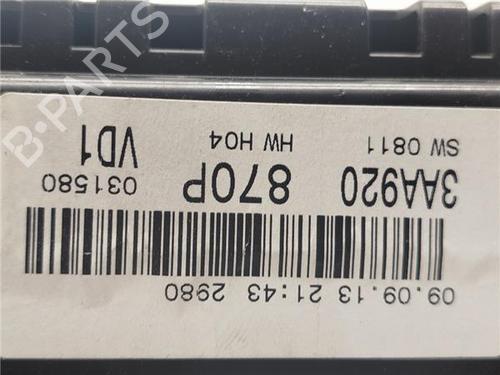 09.09.13 21:43 2980
3AA920 870P VD1
SW 0811 HW H04 031580
B-PARTS